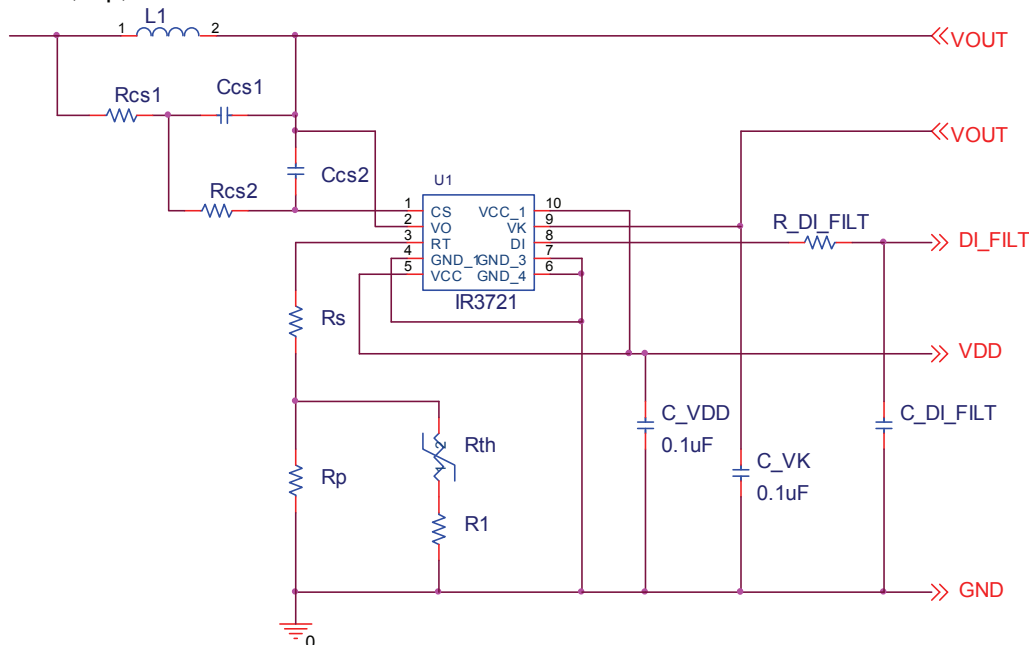 L1
1 2
VOUT
Rcs1
Ccs1
VOUT
Ccs2
Rcs2
U1
1 CS VCC_1 10
2 VO VK 9
3 RT DI 8
4 GND_1 GND_3 7
5 VCC GND_4 6
IR3721
R_DI_FILT
DI_FILT
Rs
VDD
C_VDD
0.1uF
C_DI_FILT
Rth
1 2
Rp
C_VK
0.1uF
R1
GND
0